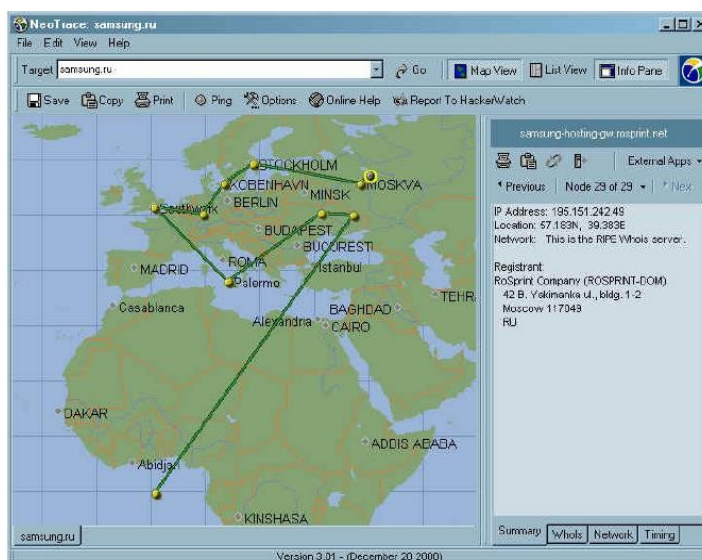 NeoTrace: samsung.ru
File Edit View Help
Target samsung.ru Go Map View List View Info Pane
Save Copy Print Ping Options Online Help Report To HackerWatch
samsung-hosting-gw.rosprint.net
External Apps
Previous Node 29 of 29 Nex
IP Address: 195.151.242.49
Location: 57.183N, 39.383E
Network: This is the RIPE Whois server.
Registrant:
RoSprint Company (ROSPRINT-DOM)
42 B. Yakimanka ul., bldg. 1-2
Moscow 117049
RU
STOCKHOLM
KOBENHAVN
MOSKVA
MINSK
BERLIN
Southwark
BUDAPEST
BUCURESTI
ROMA
Istanbul
MADRID
Palermo
TEHRA
Casablanca
BAGHDAD
Alexandria
CAIRO
DAKAR
ADDIS ABABA
Abidjan
KINSHASA
samsung.ru
Summary WhoIs Network Timing
Version 3.01 - (December 20 2000)